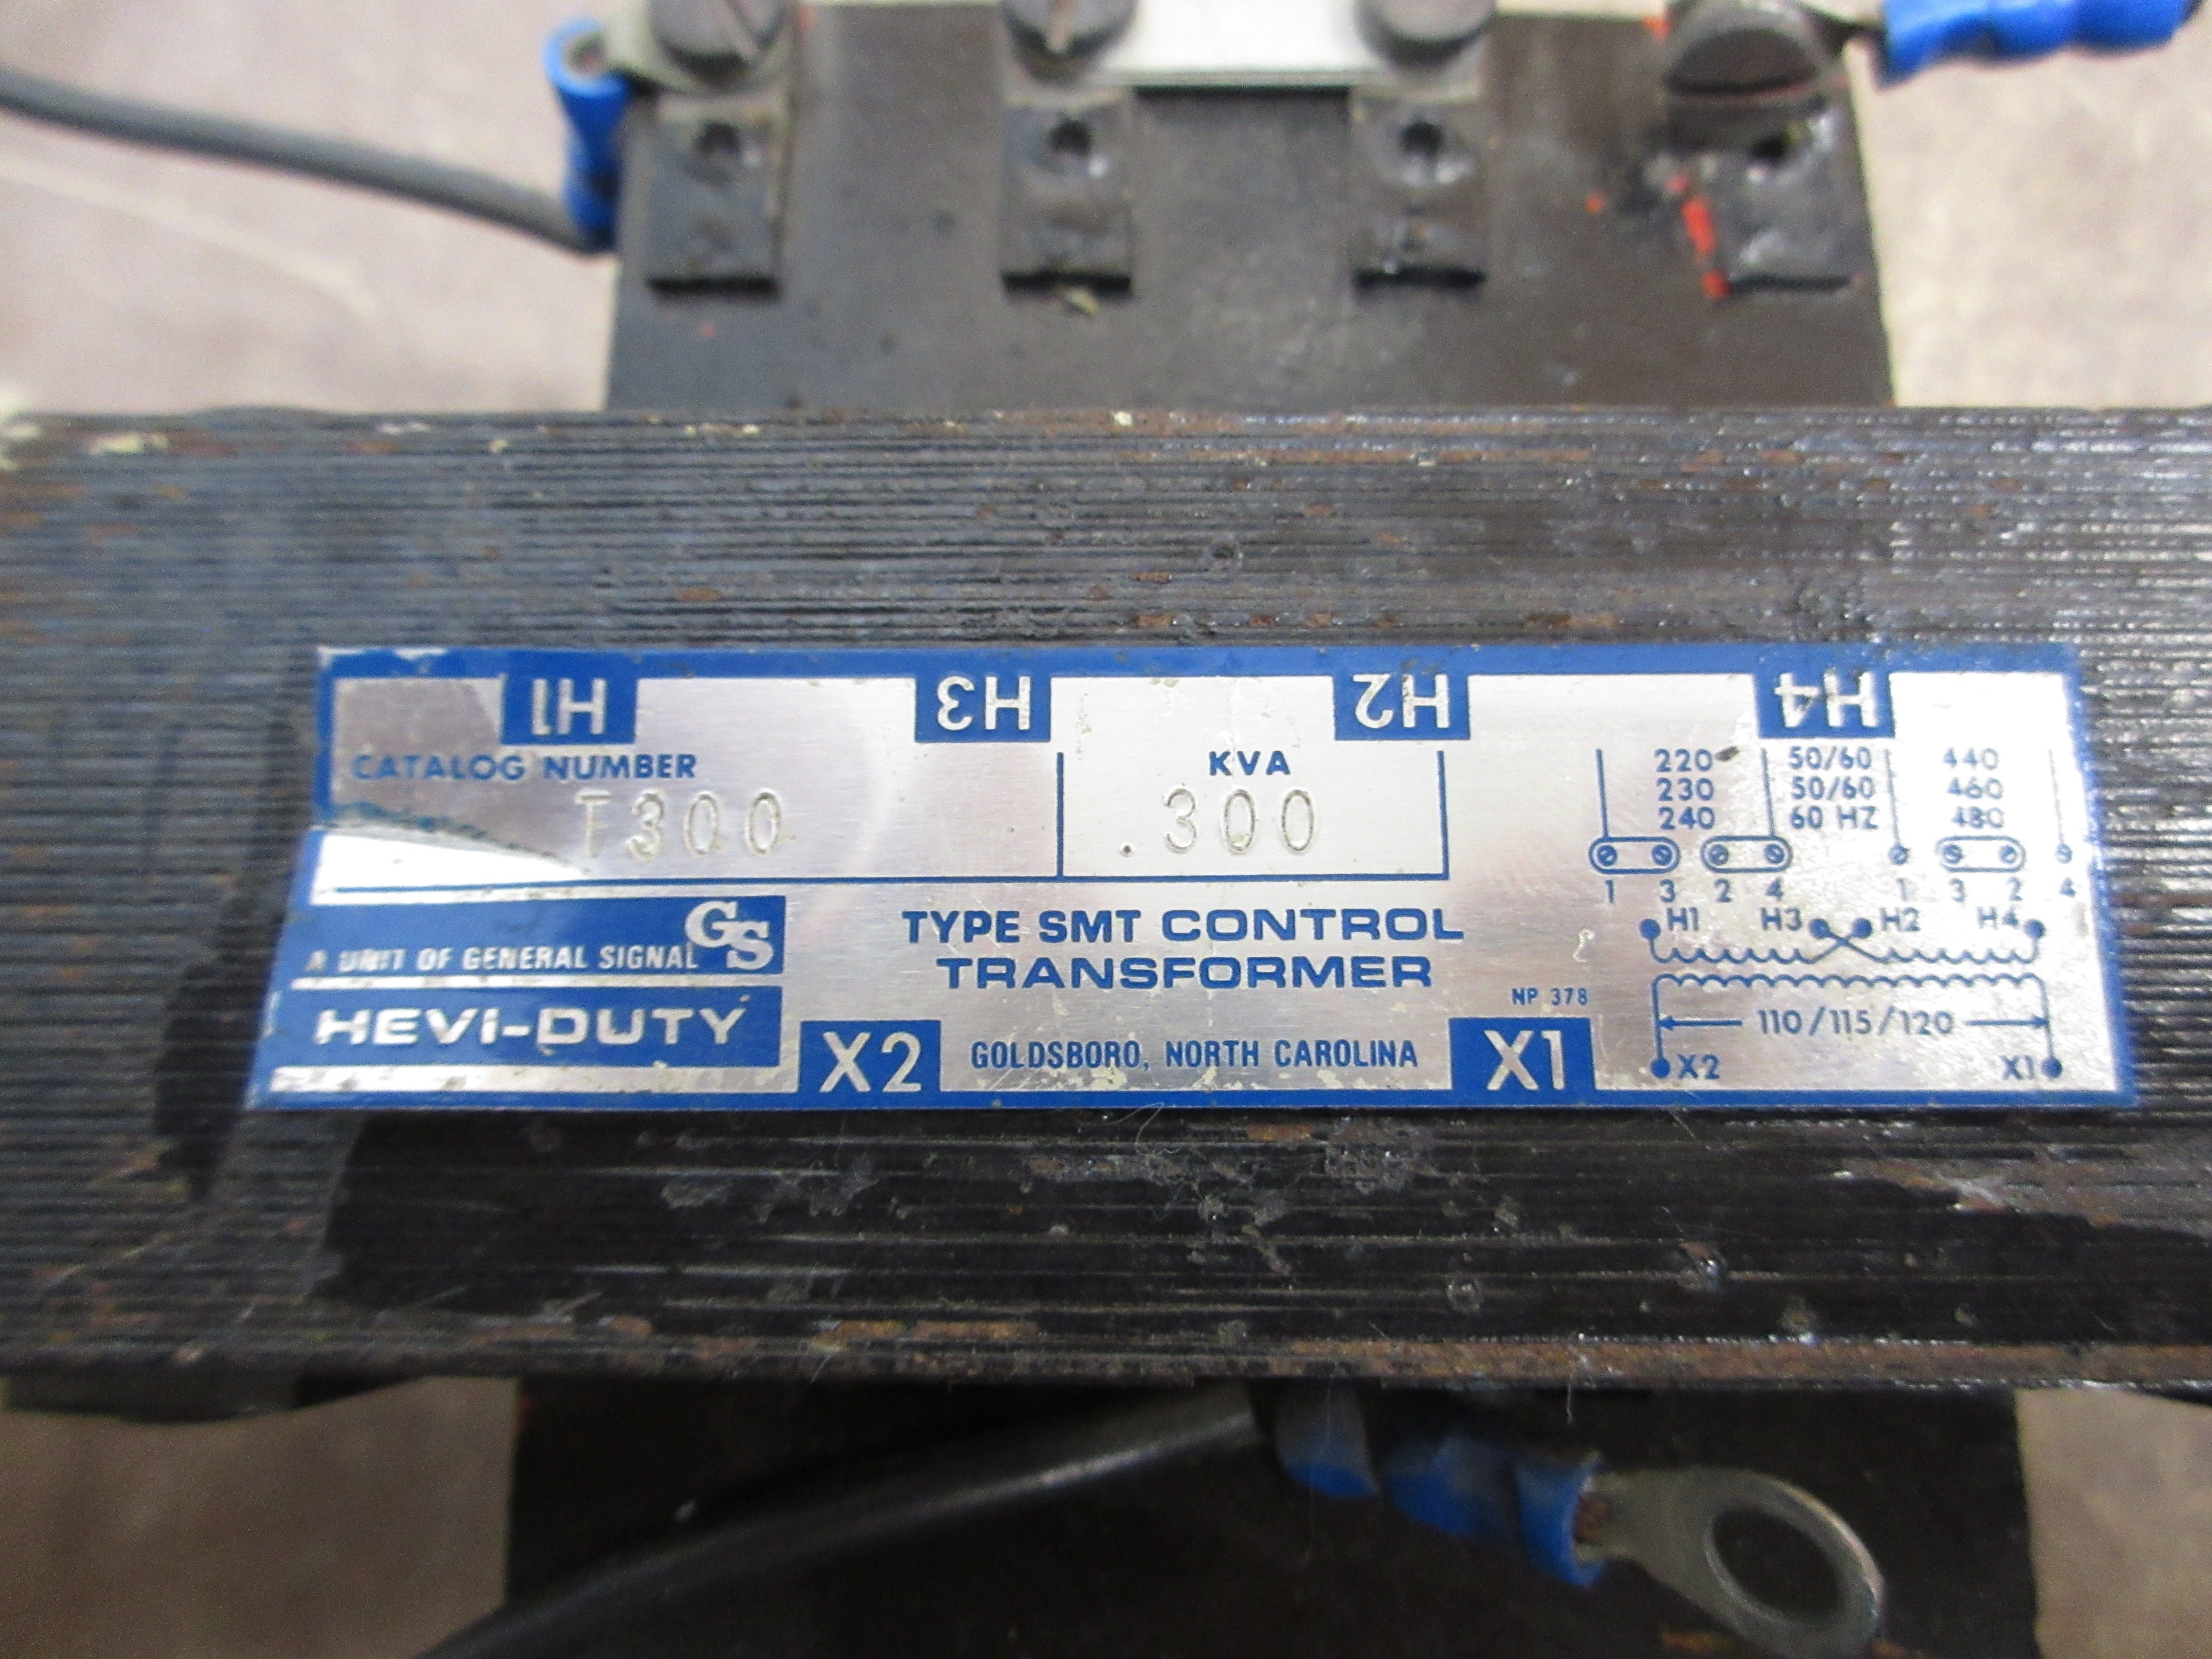 H1
H3
H2
H4
CATALOG NUMBER
T300
KVA
.300
220 50/60 440
230 50/60 460
240 60 HZ 480
1 3 2 4 1 3 2 4
H1 H3 H2 H4
GS
A UNIT OF GENERAL SIGNAL
HEVI-DUTY
TYPE SMT CONTROL
TRANSFORMER
NP 378
X2
GOLDSBORO, NORTH CAROLINA
X1
110/115/120
X2 X1